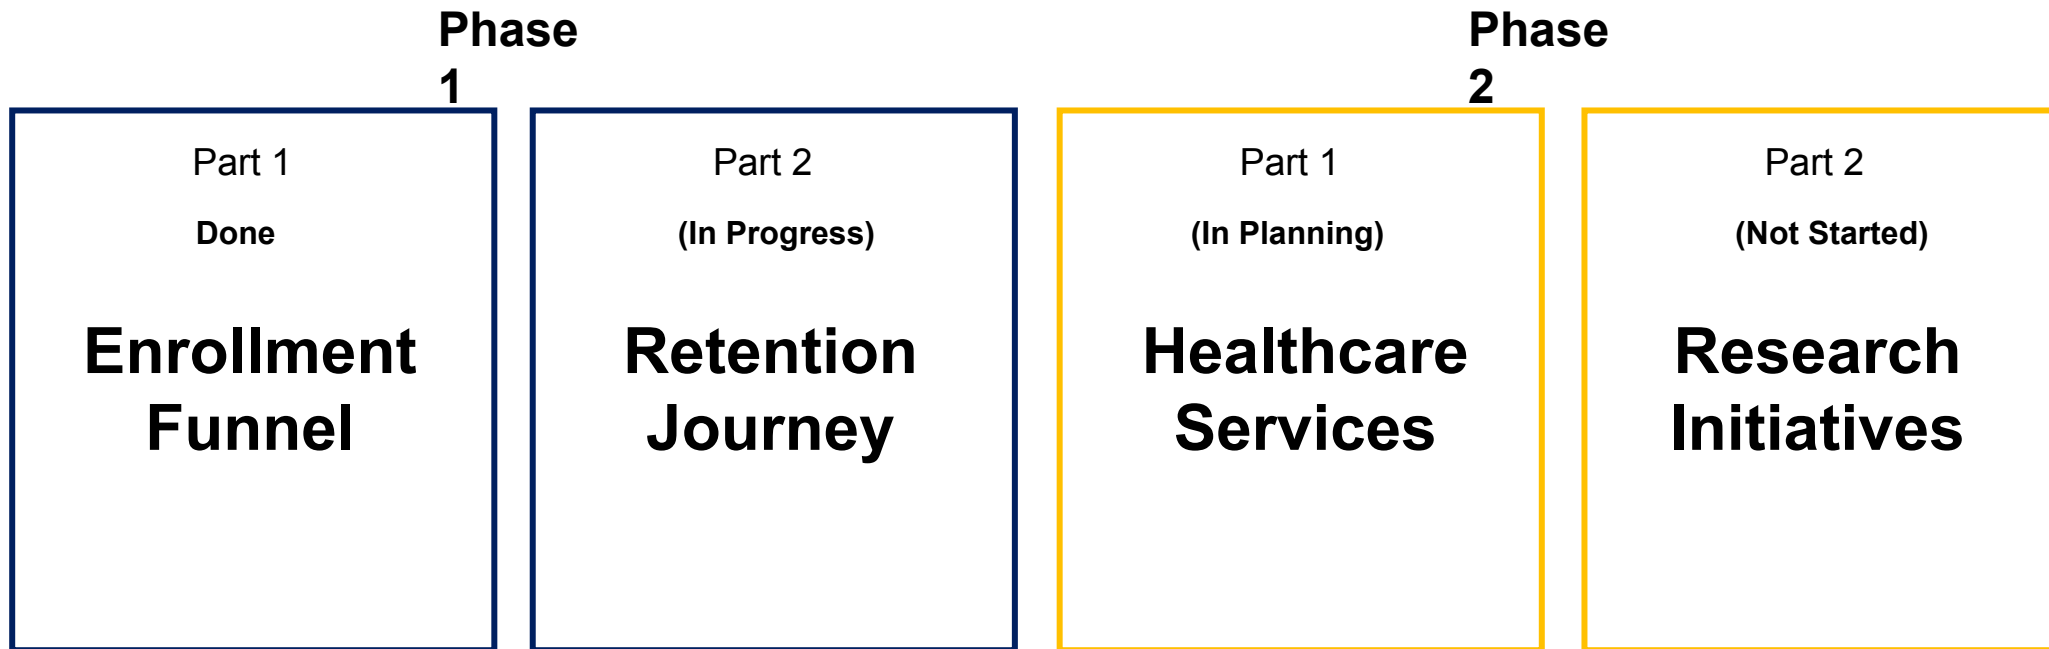 Phase
1
Phase
2
Part 1
Done
Enrollment
Funnel
Part 2
(In Progress)
Retention
Journey
Part 1
(In Planning)
Healthcare
Services
Part 2
(Not Started)
Research
Initiatives